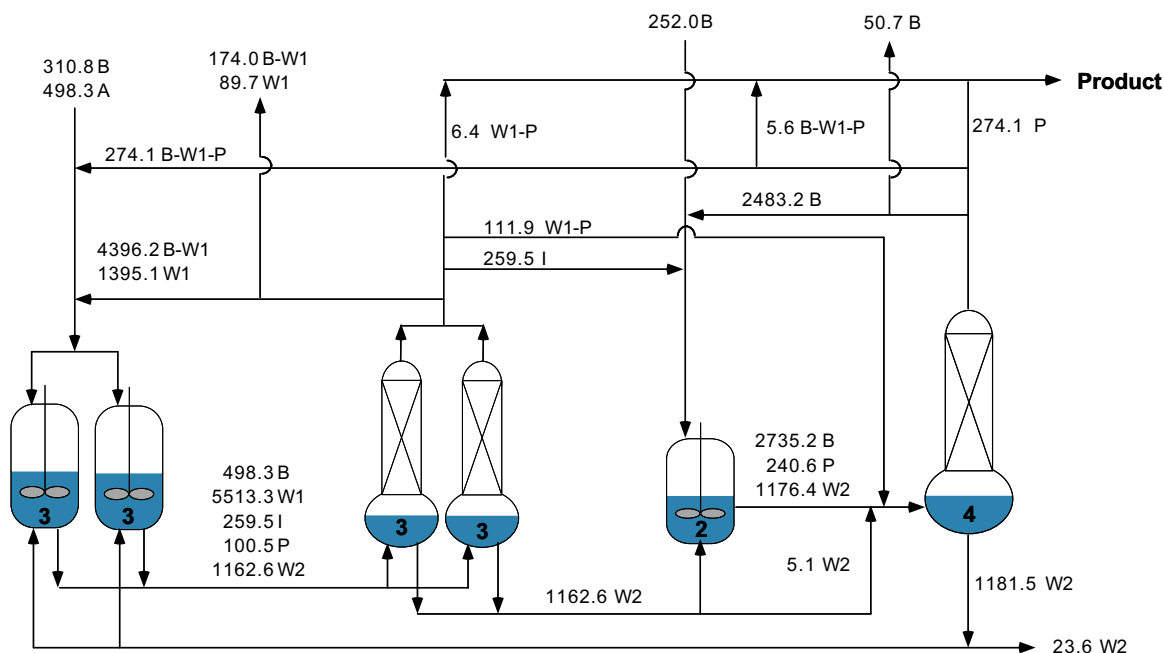 252.0 B
50.7 B
310.8 B
498.3 A
174.0 B-W1
89.7 W1
Product
6.4 W1-P
5.6 B-W1-P
274.1 P
274.1 B-W1-P
2483.2 B
111.9 W1-P
4396.2 B-W1
1395.1 W1
259.5 I
498.3 B
5513.3 W1
259.5 I
100.5 P
1162.6 W2
2735.2 B
240.6 P
1176.4 W2
3
3
3
3
2
4
5.1 W2
1162.6 W2
1181.5 W2
23.6 W2